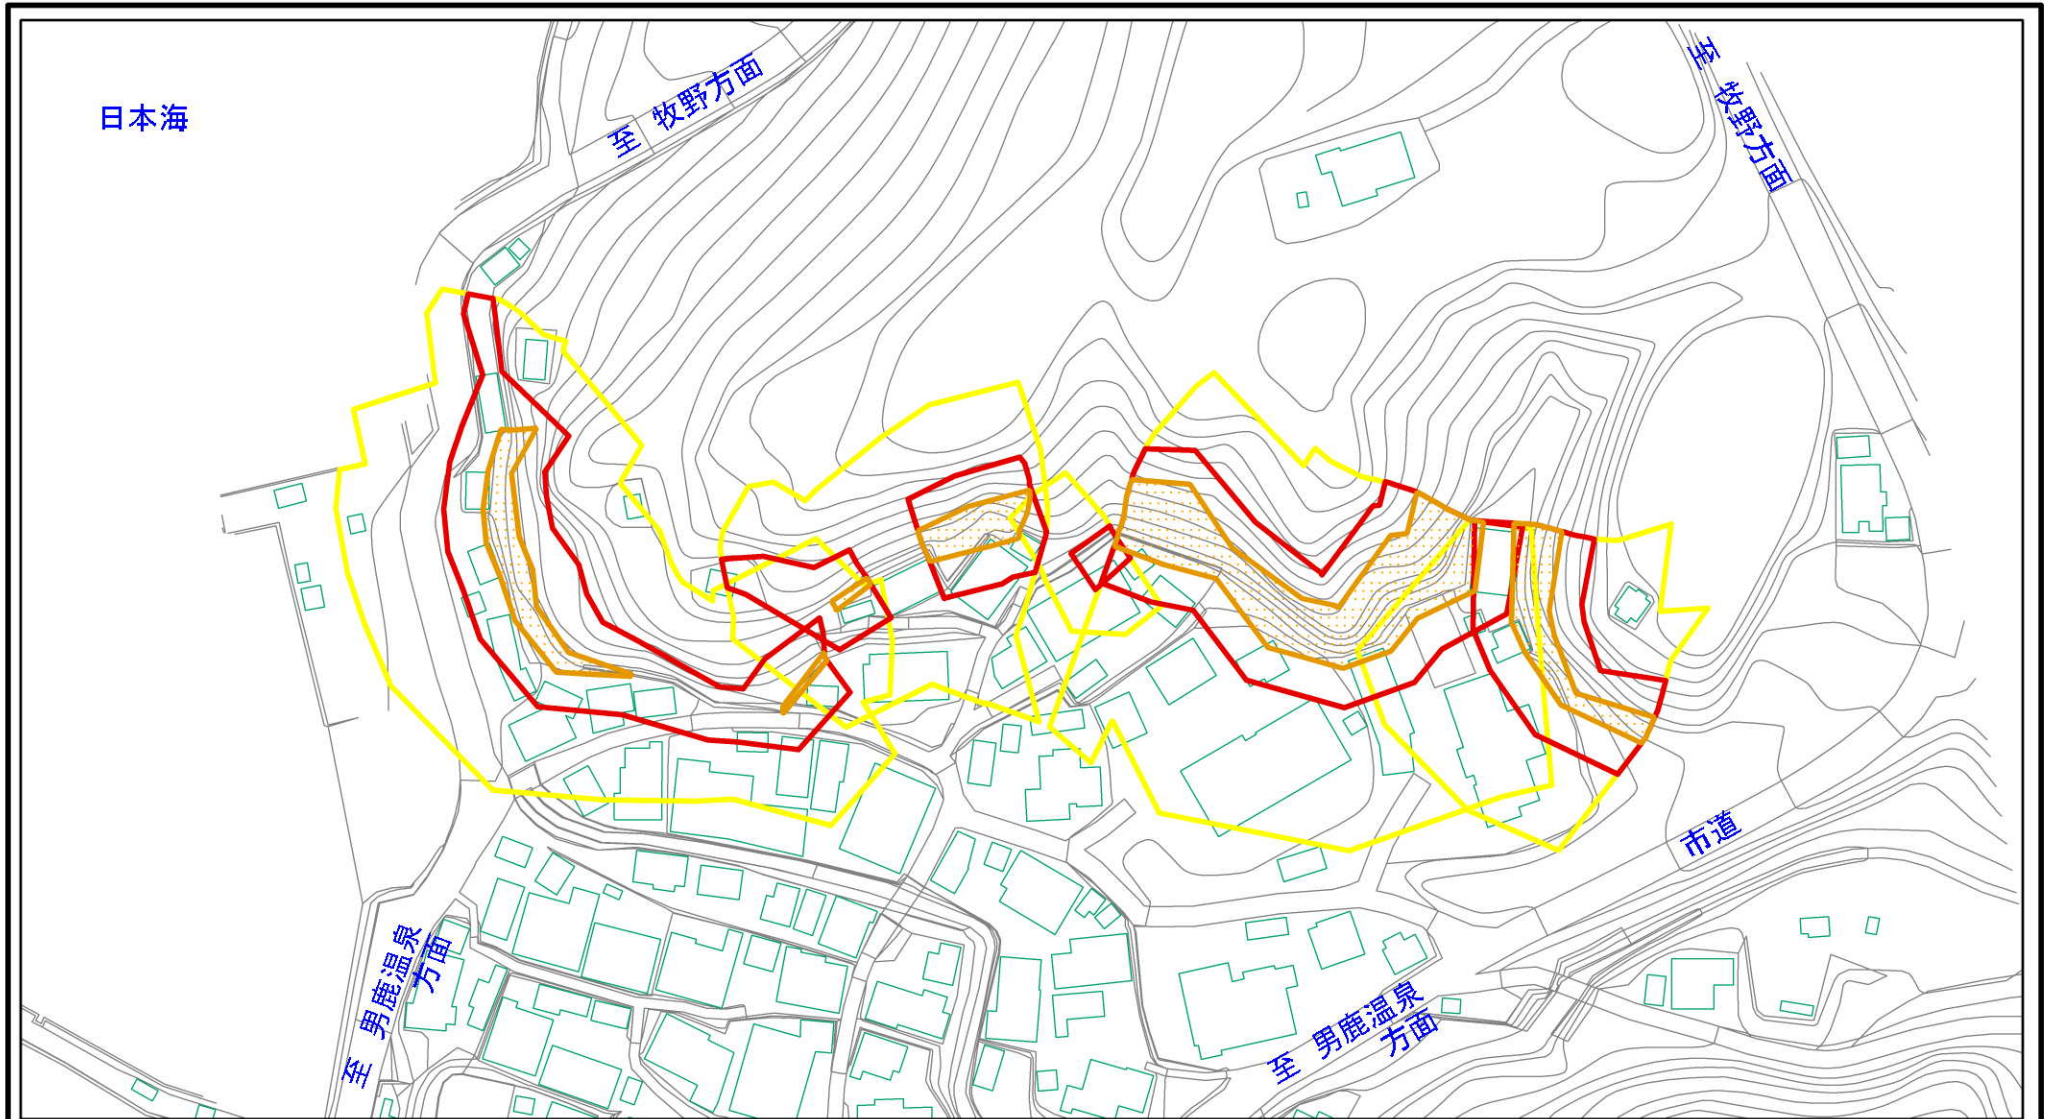 日本海
至 牧野方面
至 牧野方面
市道
至 男鹿温泉
方面
至 男鹿温泉
方面